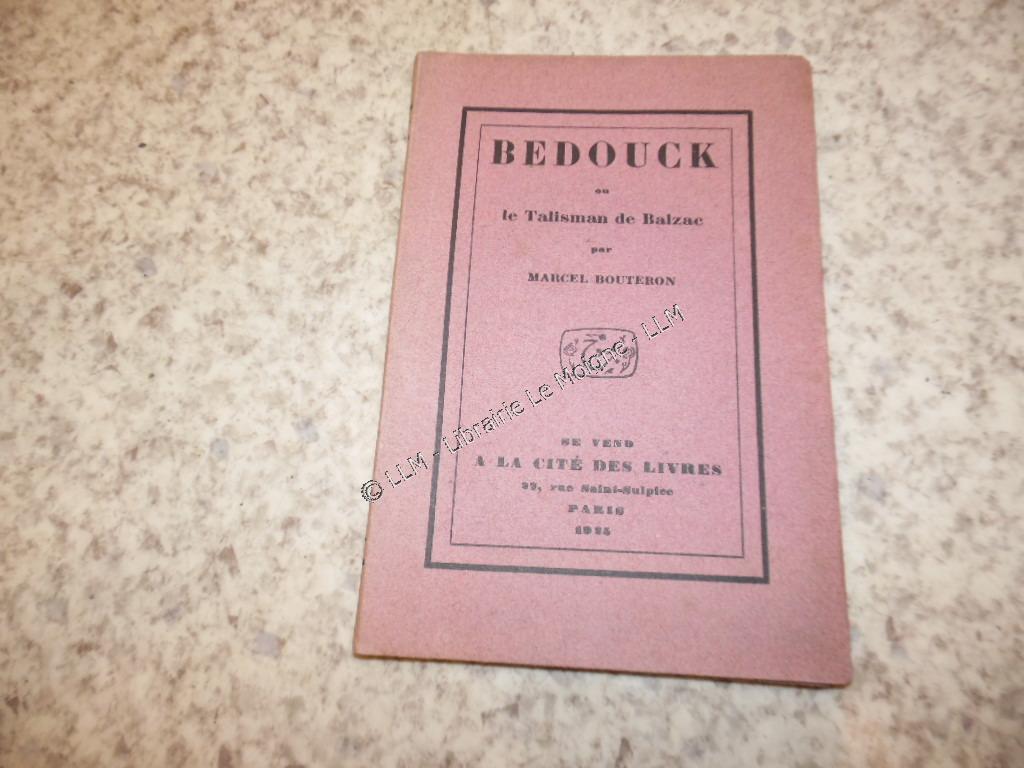 BEDOUCK
ou
le Talisman de Balzac
par
MARCEL BOUTERON
© LLM - Librairie Le Moigne - LLM
SE VEND
A LA CITÉ DES LIVRES
27, rue Saint-Sulpice
PARIS
1925